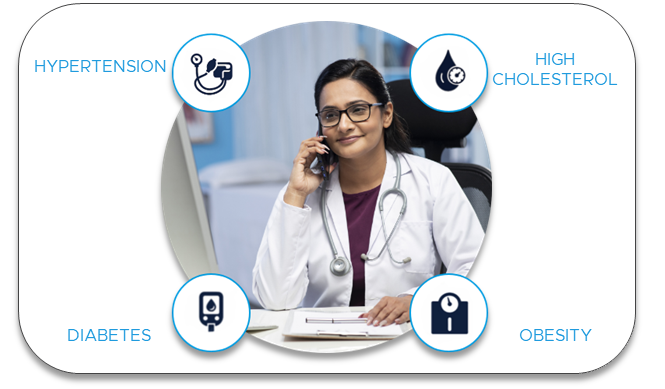 HYPERTENSION
HIGH
CHOLESTEROL
DIABETES
OBESITY